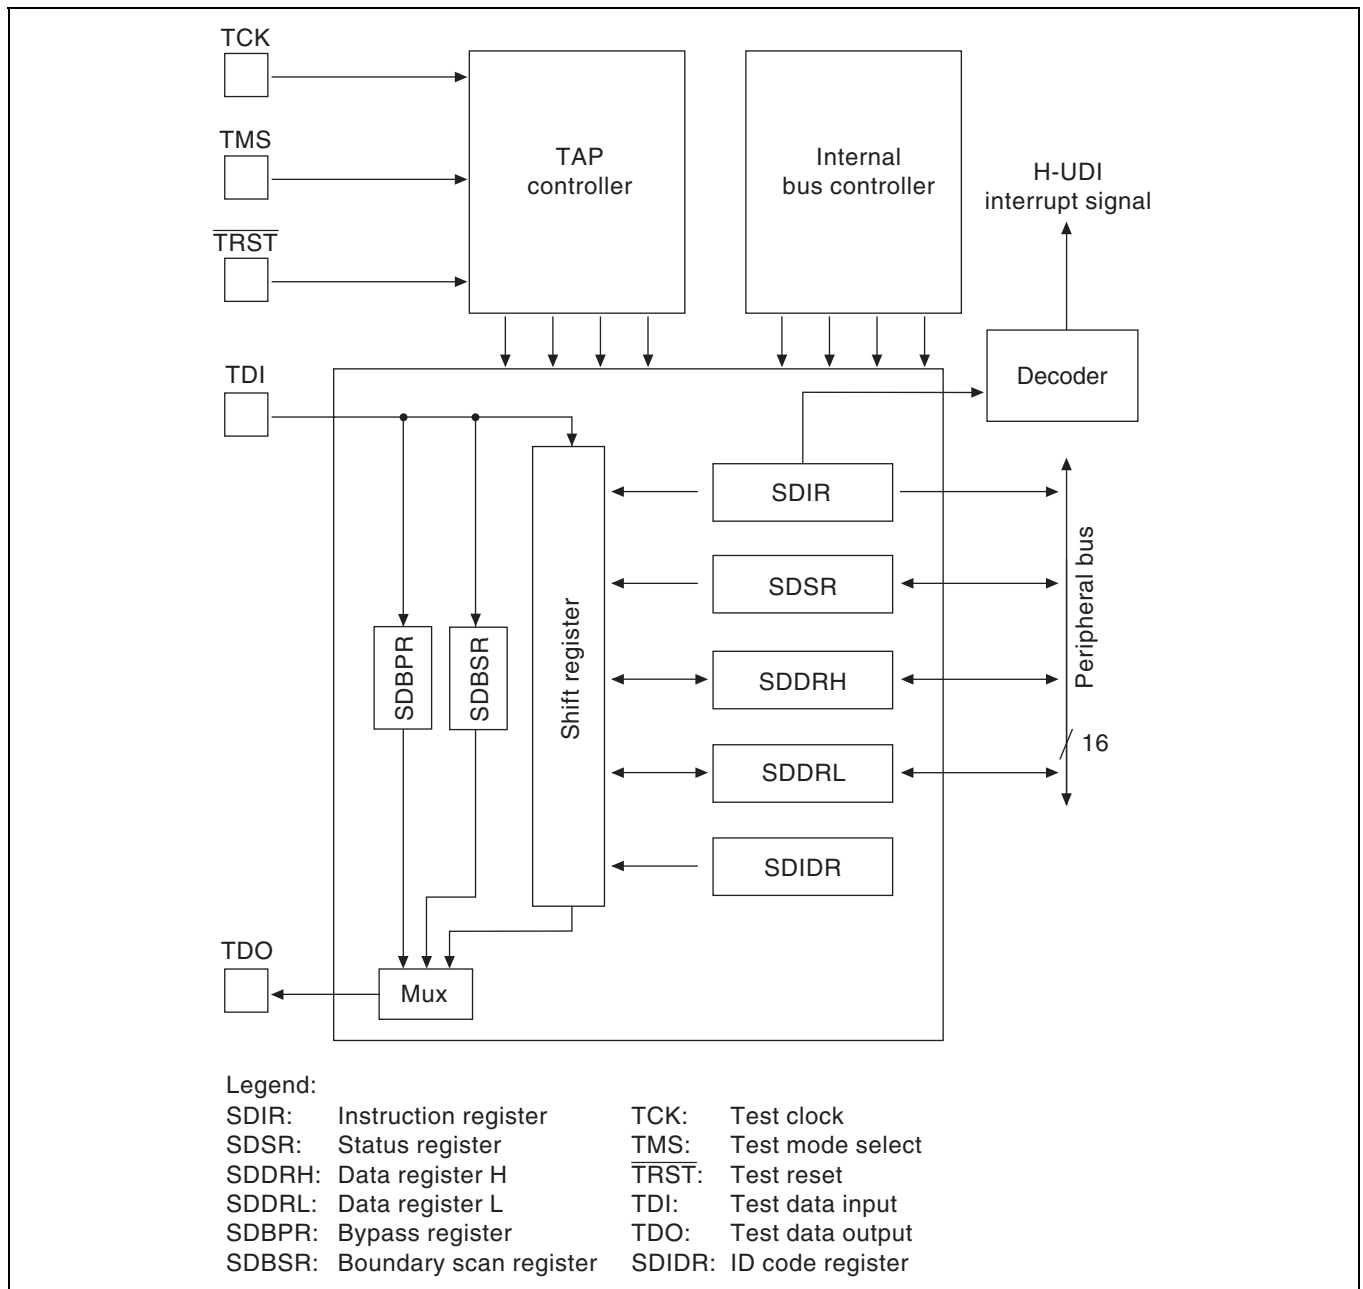 TCK
TMS
TRST
TDI
TDO
TAP
controller
Internal
bus controller
H-UDI
interrupt signal
Decoder
SDIR
SDSR
SDDRH
SDDRL
SDIDR
Shift register
SDBPR
SDBSR
Peripheral bus
16
Mux
Legend:
SDIR: Instruction register TCK: Test clock
SDSR: Status register TMS: Test mode select
SDDRH: Data register H TRST: Test reset
SDDRL: Data register L TDI: Test data input
SDBPR: Bypass register TDO: Test data output
SDBSR: Boundary scan register SDIDR: ID code register